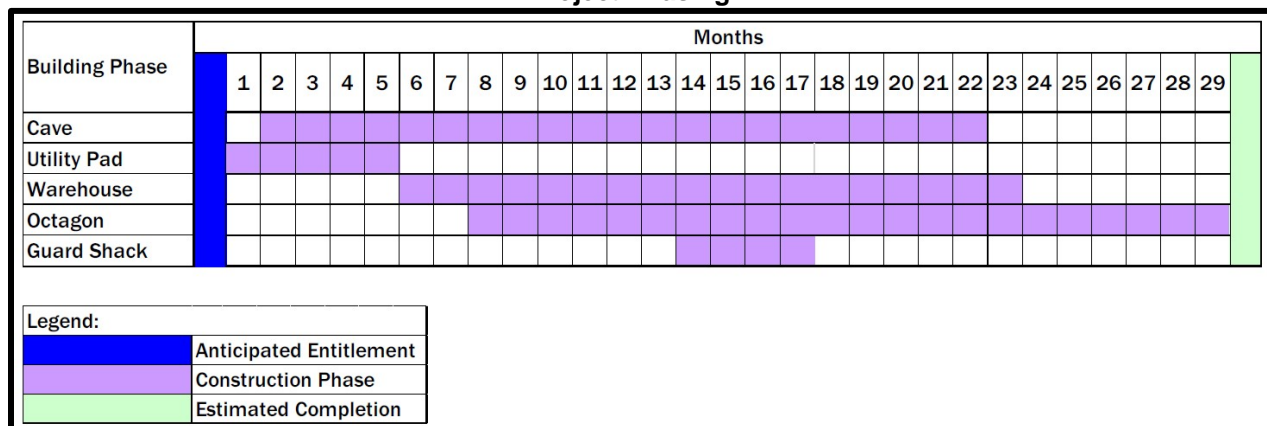 Months
Building Phase
1 2 3 4 5 6 7 8 9 10 11 12 13 14 15 16 17 18 19 20 21 22 23 24 25 26 27 28 29
Cave
Utility Pad
Warehouse
Octagon
Guard Shack
Legend:
Anticipated Entitlement
Construction Phase
Estimated Completion